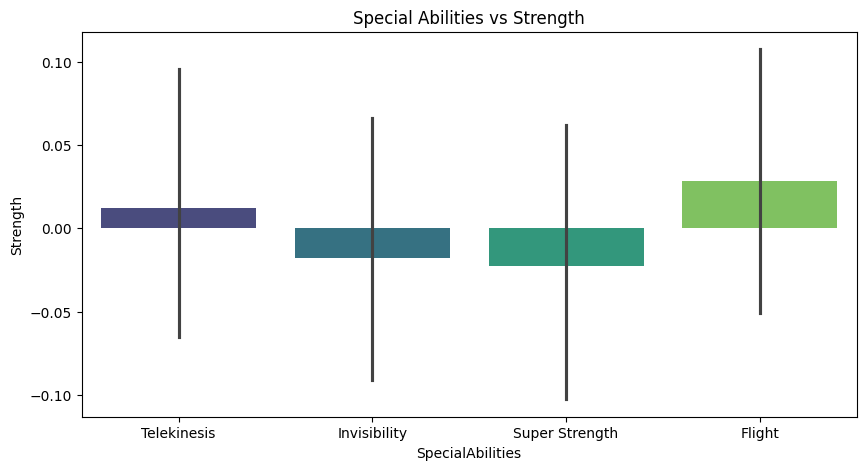 Special Abilities vs Strength
0.10
0.05
0.00
−0.05
−0.10
Strength
Telekinesis
Invisibility
Super Strength
Flight
SpecialAbilities